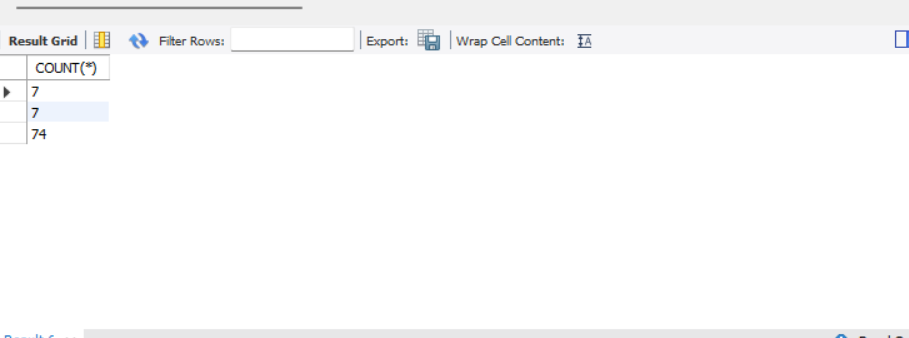 Result Grid Filter Rows: Export: Wrap Cell Content:
COUNT(*)
7
7
74